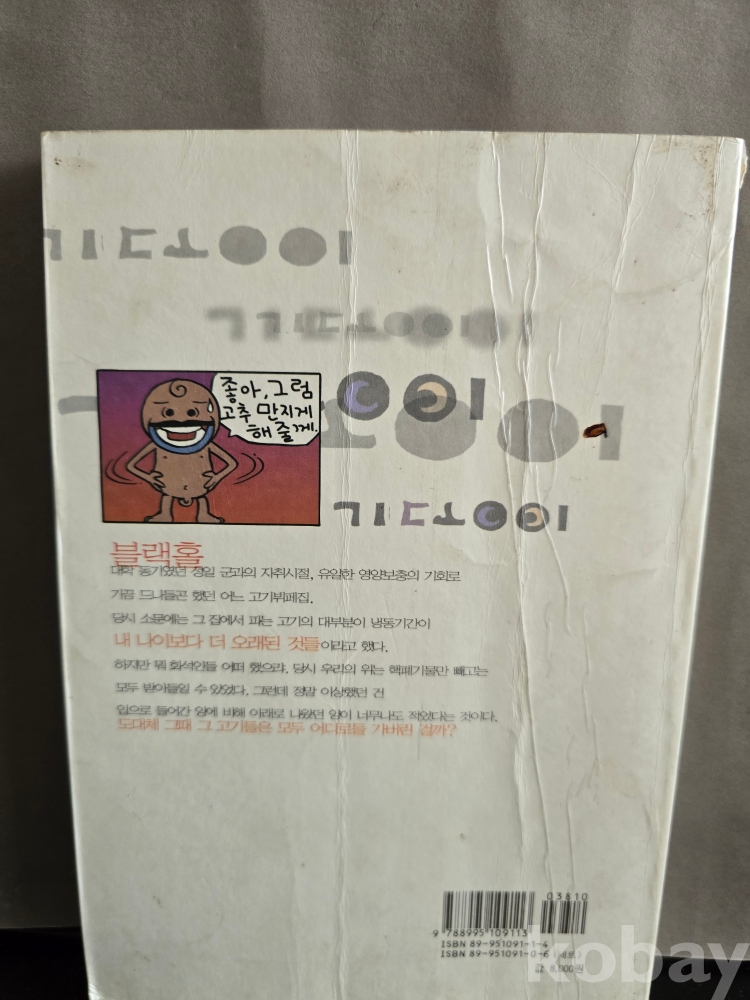 좋아, 그럼
고추 만지게
해줄께.
블랙홀
대학 동기였던 정일 군과의 자취시절, 유일한 영양보충의 기회로
가끔 드나들곤 했던 어느 고기뷔페집.
당시 소문에는 그 집에서 파는 고기의 대부분이 냉동기간이
내 나이보다 더 오래된 것들이라고 했다.
하지만 뭐 화석인들 어떠 했으랴. 당시 우리의 위는 핵폐기물만 빼고는
모두 받아들일 수 있었다. 그런데 정말 이상했던 건
입으로 들어간 양에 비해 아래로 나왔던 양이 너무나도 적었다는 것이다.
도대체 그때 그 고기들은 모두 어디로들 가버린 걸까?
03810
9 788995 109113
ISBN 89-951091-1-4
ISBN 89-951091-0-6 (세트)
값 8,000원
kobay